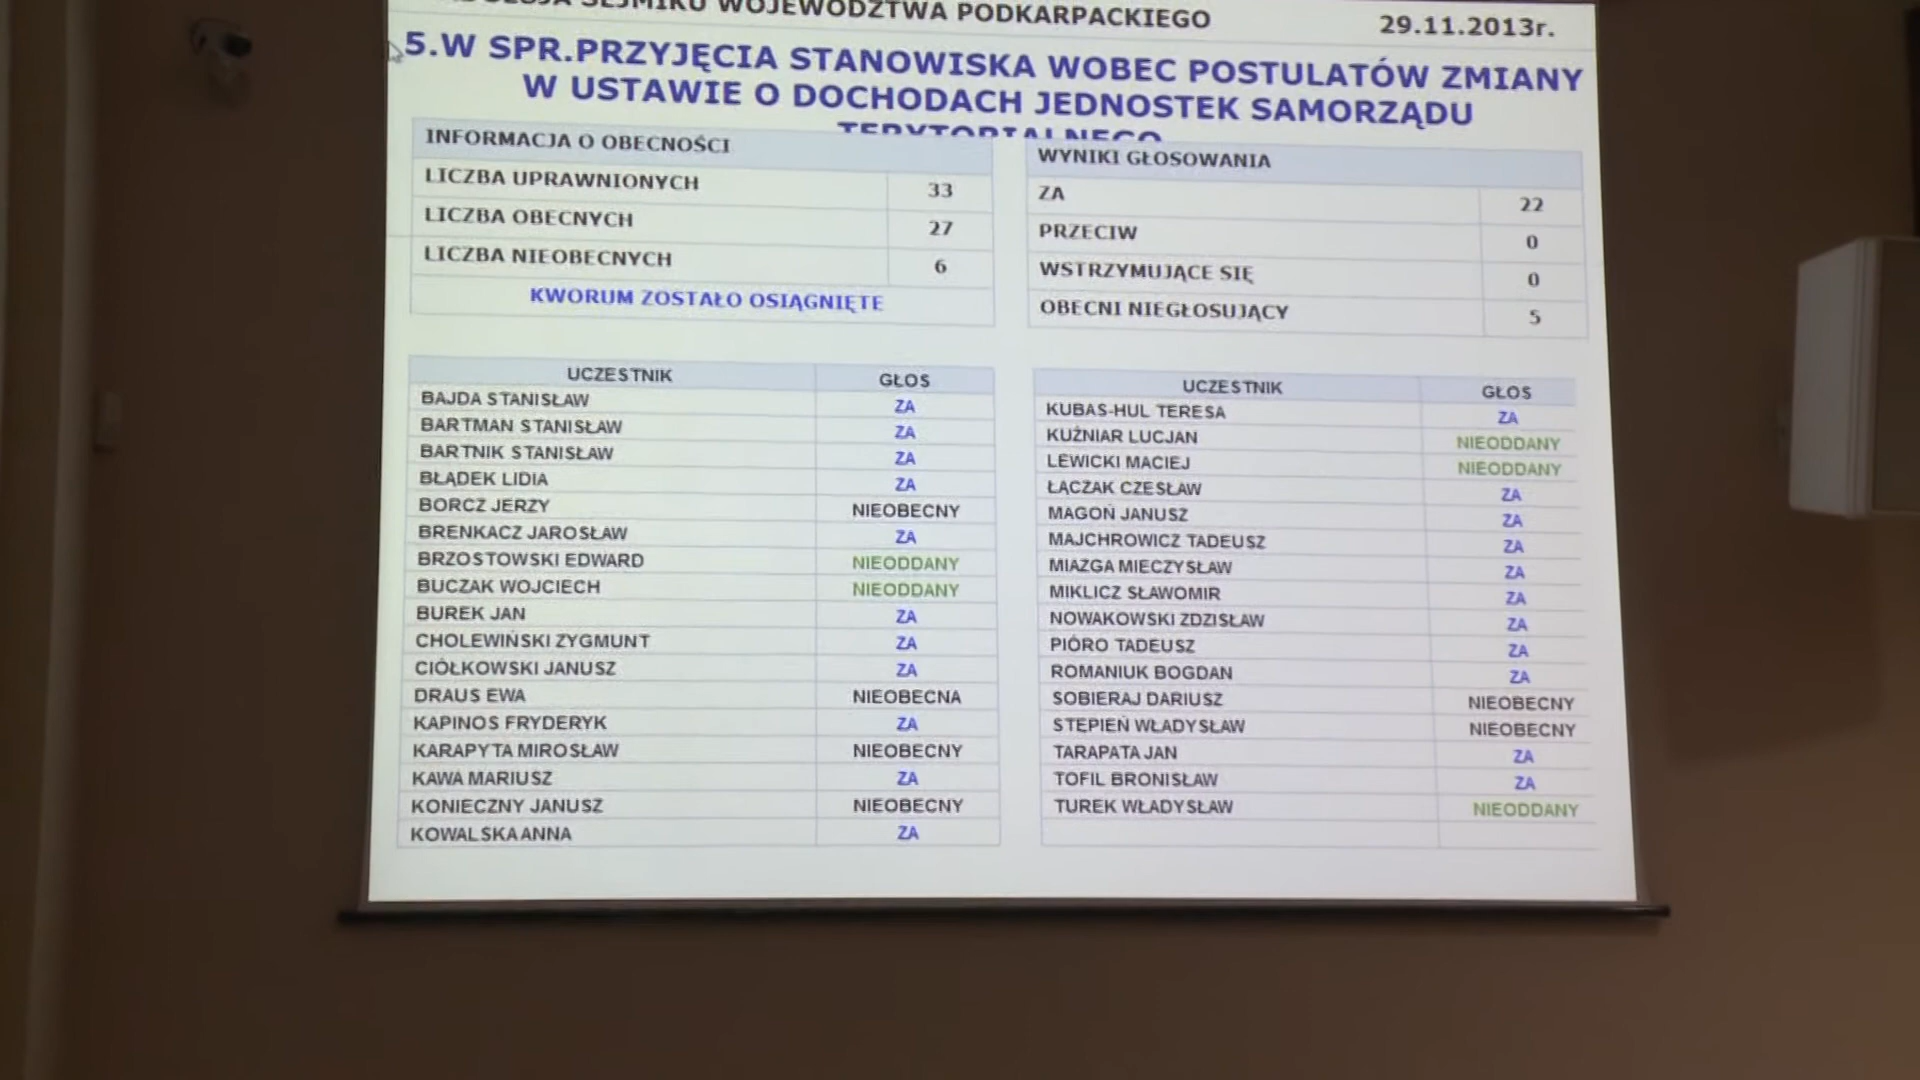 SEJMIKU WOJEWÓDZTWA PODKARPACKIEGO
29.11.2013r.
5.W SPR.PRZYJĘCIA STANOWISKA WOBEC POSTULATÓW ZMIANY
W USTAWIE O DOCHODACH JEDNOSTEK SAMORZĄDU
TERYTORIALNEGO
INFORMACJA O OBECNOŚCI
LICZBA UPRAWNIONYCH 33
LICZBA OBECNYCH 27
LICZBA NIEOBECNYCH 6
KWORUM ZOSTAŁO OSIĄGNIĘTE
WYNIKI GŁOSOWANIA
ZA 22
PRZECIW 0
WSTRZYMUJĄCE SIĘ 0
OBECNI NIEGŁOSUJĄCY 5
UCZESTNIK GŁOS
BAJDA STANISŁAW ZA
BARTMAN STANISŁAW ZA
BARTNIK STANISŁAW ZA
BŁĄDEK LIDIA ZA
BORCZ JERZY NIEOBECNY
BRENKACZ JAROSŁAW ZA
BRZOSTOWSKI EDWARD NIEODDANY
BUCZAK WOJCIECH NIEODDANY
BUREK JAN ZA
CHOLEWIŃSKI ZYGMUNT ZA
CIÓŁKOWSKI JANUSZ ZA
DRAUS EWA NIEOBECNA
KAPINOS FRYDERYK ZA
KARAPYTA MIROSŁAW NIEOBECNY
KAWA MARIUSZ ZA
KONIECZNY JANUSZ NIEOBECNY
KOWALSKA ANNA ZA
UCZESTNIK GŁOS
KUBAS-HUL TERESA ZA
KUŹNIAR LUCJAN NIEODDANY
LEWICKI MACIEJ NIEODDANY
ŁĄCZAK CZESŁAW ZA
MAGOŃ JANUSZ ZA
MAJCHROWICZ TADEUSZ ZA
MIAZGA MIECZYSŁAW ZA
MIKLICZ SŁAWOMIR ZA
NOWAKOWSKI ZDZISŁAW ZA
PIÓRO TADEUSZ ZA
ROMANIUK BOGDAN ZA
SOBIERAJ DARIUSZ NIEOBECNY
STĘPIEŃ WŁADYSŁAW NIEOBECNY
TARAPATA JAN ZA
TOFIL BRONISŁAW ZA
TUREK WŁADYSŁAW NIEODDANY